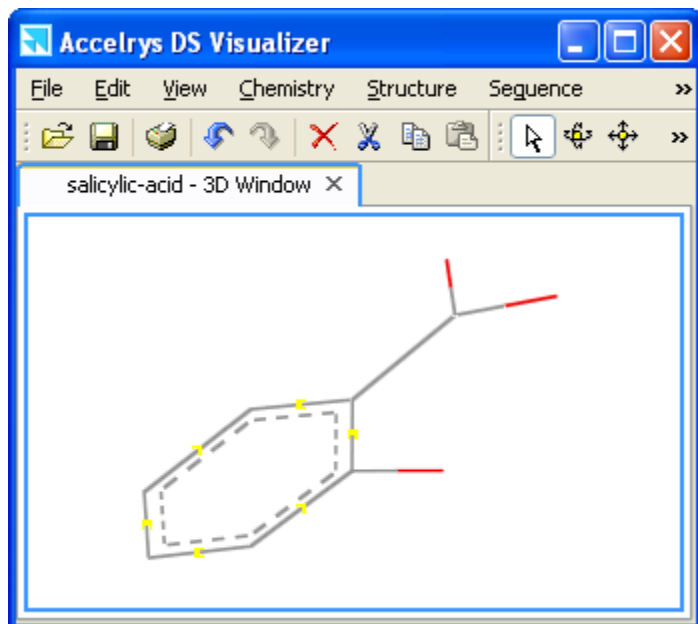 Accelrys DS Visualizer
File Edit View Chemistry Structure Sequence »
»
salicylic-acid - 3D Window ×